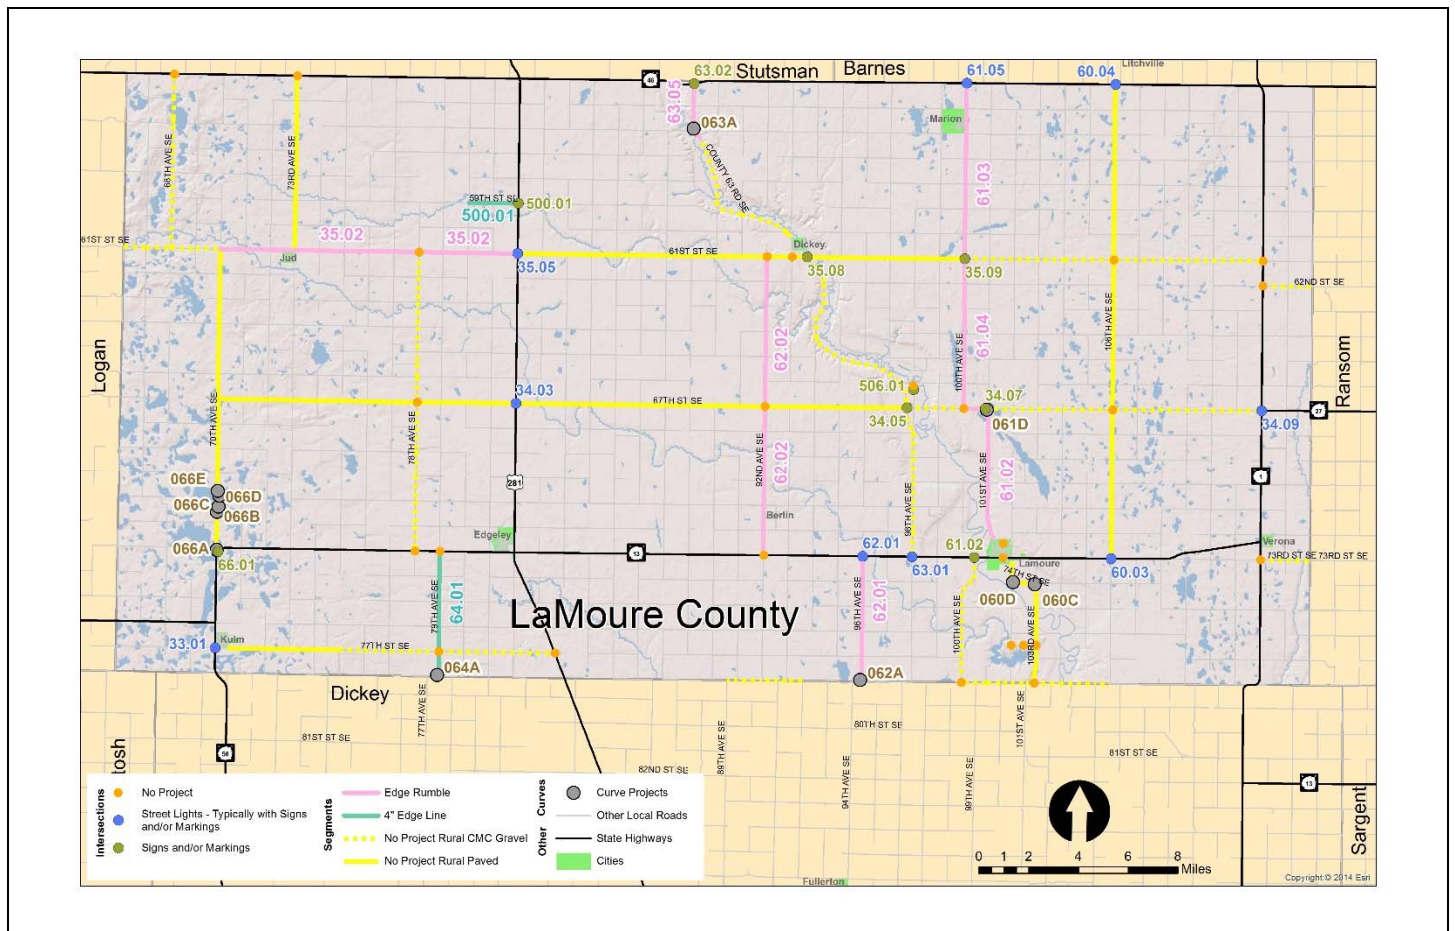 Stutsman
Barnes
Litchville
46
63.02
61.05
60.04
63.05
063A
Marion
68TH AVE SE
73RD AVE SE
COUNTY 63 RD SE
61.03
59TH ST SE
500.01
500.01
61ST ST SE
35.02
35.02
Jud
35.05
61ST ST SE
Dickey
35.08
35.09
62ND ST SE
Logan
Ransom
106TH AVE SE
62.02
100TH AVE SE
61.04
506.01
34.03
67TH ST SE
34.05
34.07
061D
27
34.09
70TH AVE SE
78TH AVE SE
92ND AVE SE
62.02
98TH AVE SE
101ST AVE SE
61.02
066E
066D
066C
066B
281
1
Berlin
Edgeley
066A
66.01
13
62.01
63.01
61.02
Lamoure
60.03
Verona
73RD ST SE
73RD ST SE
74TH ST SE
060D
060C
79TH AVE SE
64.01
LaMoure County
96TH AVE SE
62.01
100TH AVE SE
103RD AVE SE
33.01
Kulm
77TH ST SE
064A
062A
Dickey
77TH AVE SE
81ST ST SE
80TH ST SE
101ST AVE SE
81ST ST SE
89TH AVE SE
82ND ST SE
94TH AVE SE
99TH AVE SE
56
13
tosh
Sargent
Intersections
No Project
Street Lights - Typically with Signs
and/or Markings
Signs and/or Markings
Segments
Edge Rumble
4" Edge Line
No Project Rural CMC Gravel
No Project Rural Paved
Curves
Curve Projects
Other
Other Local Roads
State Highways
Cities
0 1 2 4 6 8
Miles
Fullerton
Copyright © 2014 Esri